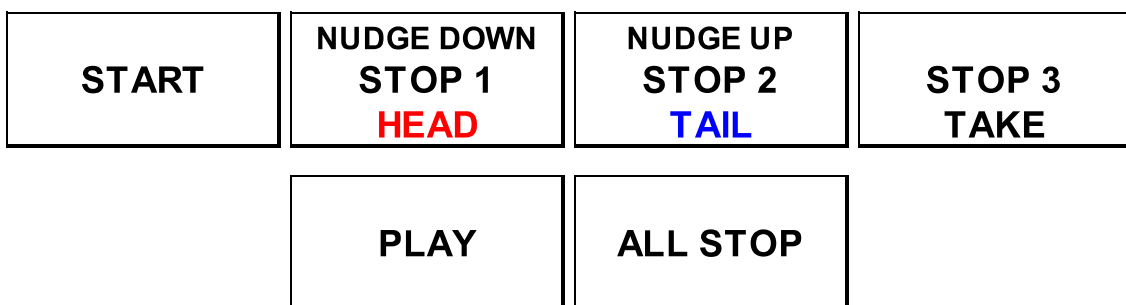 START
NUDGE DOWN
STOP 1
HEAD
NUDGE UP
STOP 2
TAIL
STOP 3
TAKE
PLAY
ALL STOP